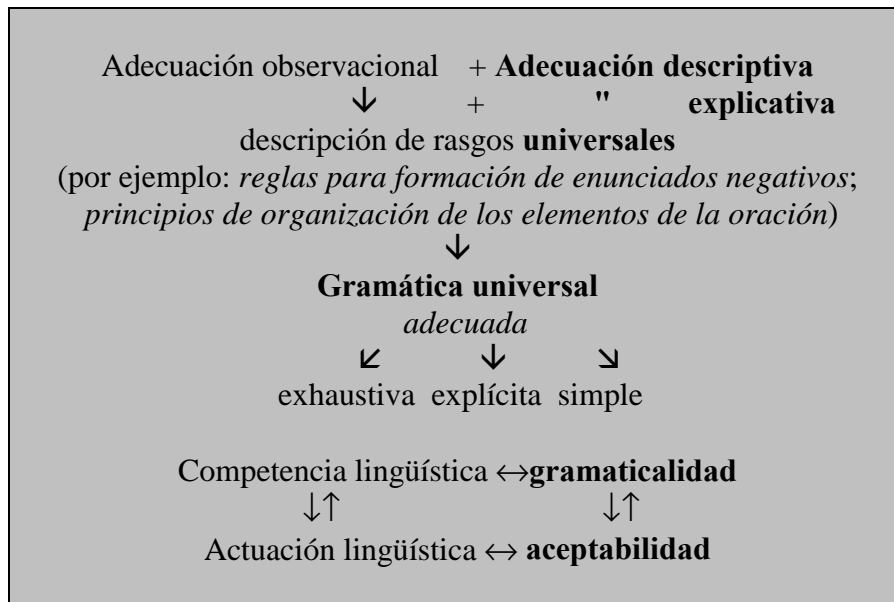 Adecuación observacional + Adecuación descriptiva
↓ + " explicativa
descripción de rasgos universales
(por ejemplo: reglas para formación de enunciados negativos;
principios de organización de los elementos de la oración)
↓
Gramática universal
adecuada
↙ ↓ ↘
exhaustiva explícita simple
Competencia lingüística ↔gramaticalidad
↓↑ ↓↑
Actuación lingüística ↔ aceptabilidad